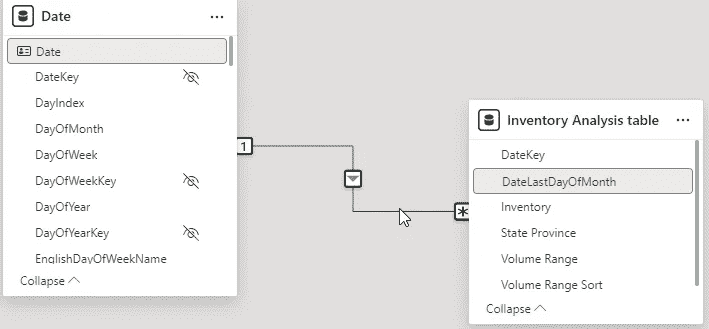 Date
Date
DateKey
DayIndex
DayOfMonth
DayOfWeek
DayOfWeekKey
DayOfYear
DayOfYearKey
EnglishDayOfWeekName
Collapse
1
*
Inventory Analysis table
DateKey
DateLastDayOfMonth
Inventory
State Province
Volume Range
Volume Range Sort
Collapse